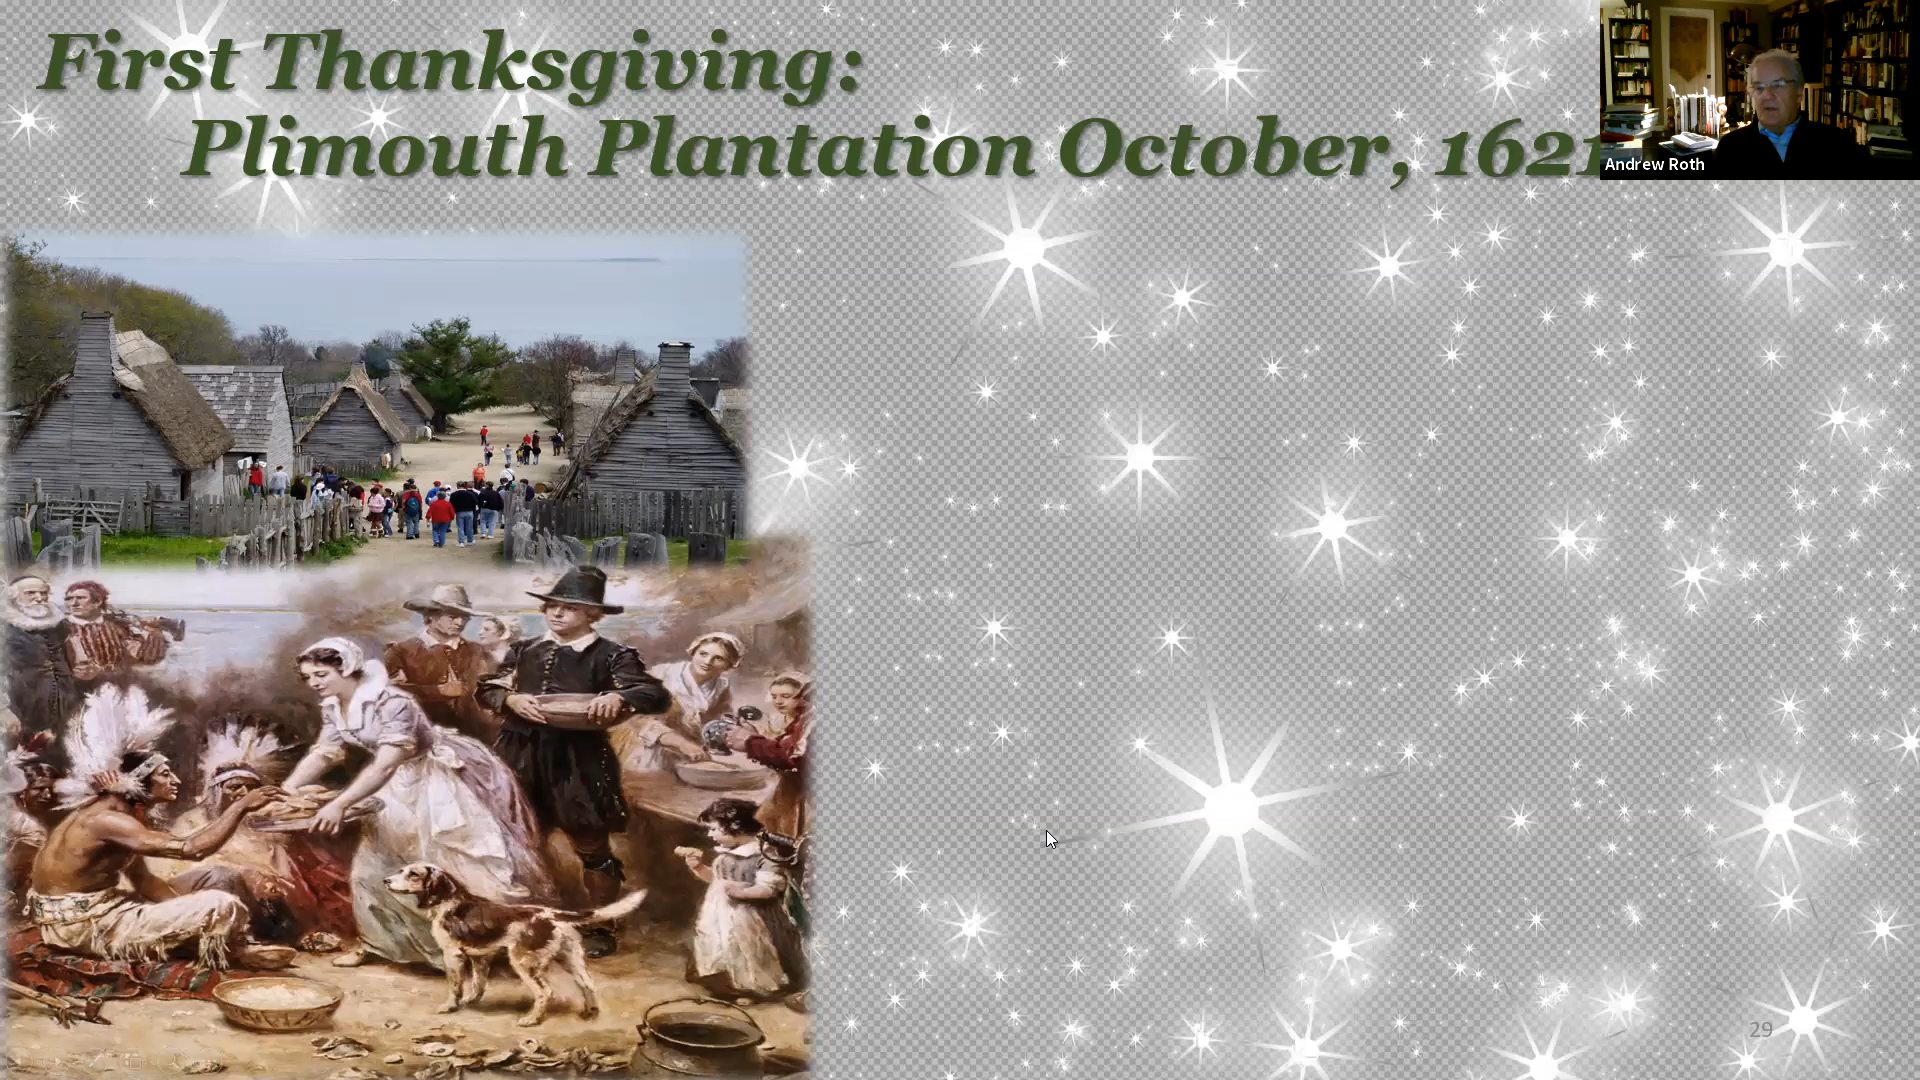 First Thanksgiving:
Plimouth Plantation October, 1621
Andrew Roth
29